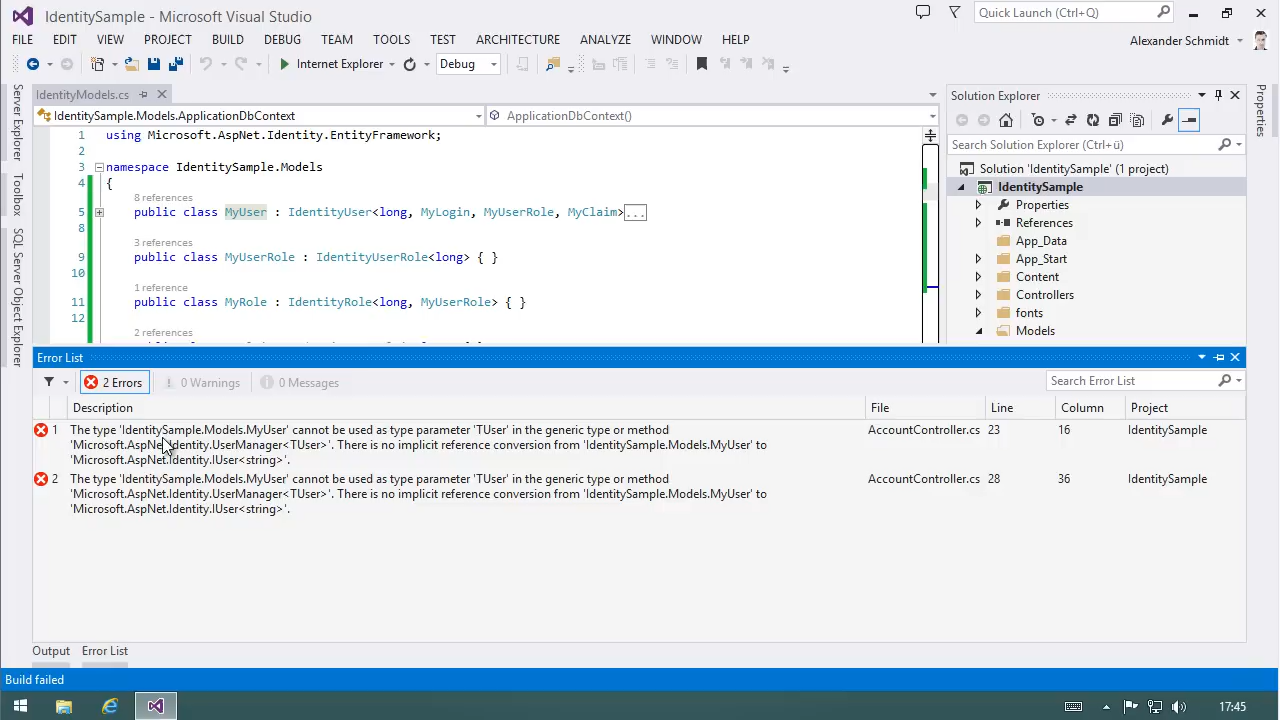 IdentitySample - Microsoft Visual Studio
Quick Launch (Ctrl+Q)
FILE EDIT VIEW PROJECT BUILD DEBUG TEAM TOOLS TEST ARCHITECTURE ANALYZE WINDOW HELP
Alexander Schmidt
Internet Explorer
Debug
Server Explorer
Toolbox
SQL Server Object Explorer
IdentityModels.cs
IdentitySample.Models.ApplicationDbContext
ApplicationDbContext()
1 using Microsoft.AspNet.Identity.EntityFramework;
2
3 namespace IdentitySample.Models
4 {
8 references
5 public class MyUser : IdentityUser<long, MyLogin, MyUserRole, MyClaim>...
8
3 references
9 public class MyUserRole : IdentityUserRole<long> { }
10
1 reference
11 public class MyRole : IdentityRole<long, MyUserRole> { }
12
2 references
Solution Explorer
Search Solution Explorer (Ctrl+ü)
Solution 'IdentitySample' (1 project)
IdentitySample
Properties
References
App_Data
App_Start
Content
Controllers
fonts
Models
Properties
Error List
2 Errors
0 Warnings
0 Messages
Search Error List
Description File Line Column Project
1 The type 'IdentitySample.Models.MyUser' cannot be used as type parameter 'TUser' in the generic type or method
'Microsoft.AspNet.Identity.UserManager<TUser>'. There is no implicit reference conversion from 'IdentitySample.Models.MyUser' to
'Microsoft.AspNet.Identity.IUser<string>'.
AccountController.cs 23 16 IdentitySample
2 The type 'IdentitySample.Models.MyUser' cannot be used as type parameter 'TUser' in the generic type or method
'Microsoft.AspNet.Identity.UserManager<TUser>'. There is no implicit reference conversion from 'IdentitySample.Models.MyUser' to
'Microsoft.AspNet.Identity.IUser<string>'.
AccountController.cs 28 36 IdentitySample
Output Error List
Build failed
17:45